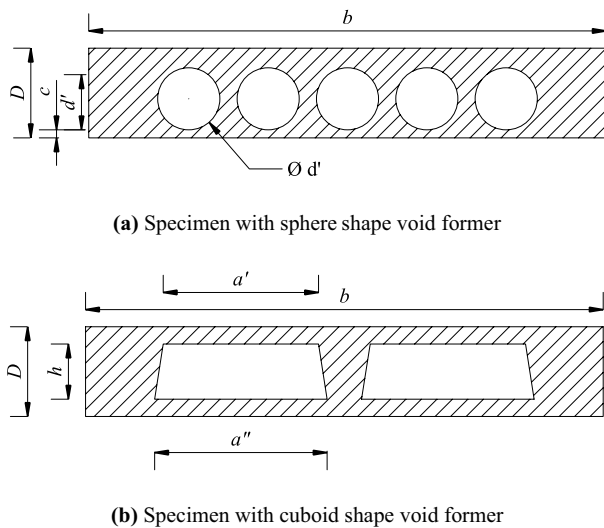 b
D
c
d'
Ø d'
(a) Specimen with sphere shape void former
a'
b
D
h
a"
(b) Specimen with cuboid shape void former